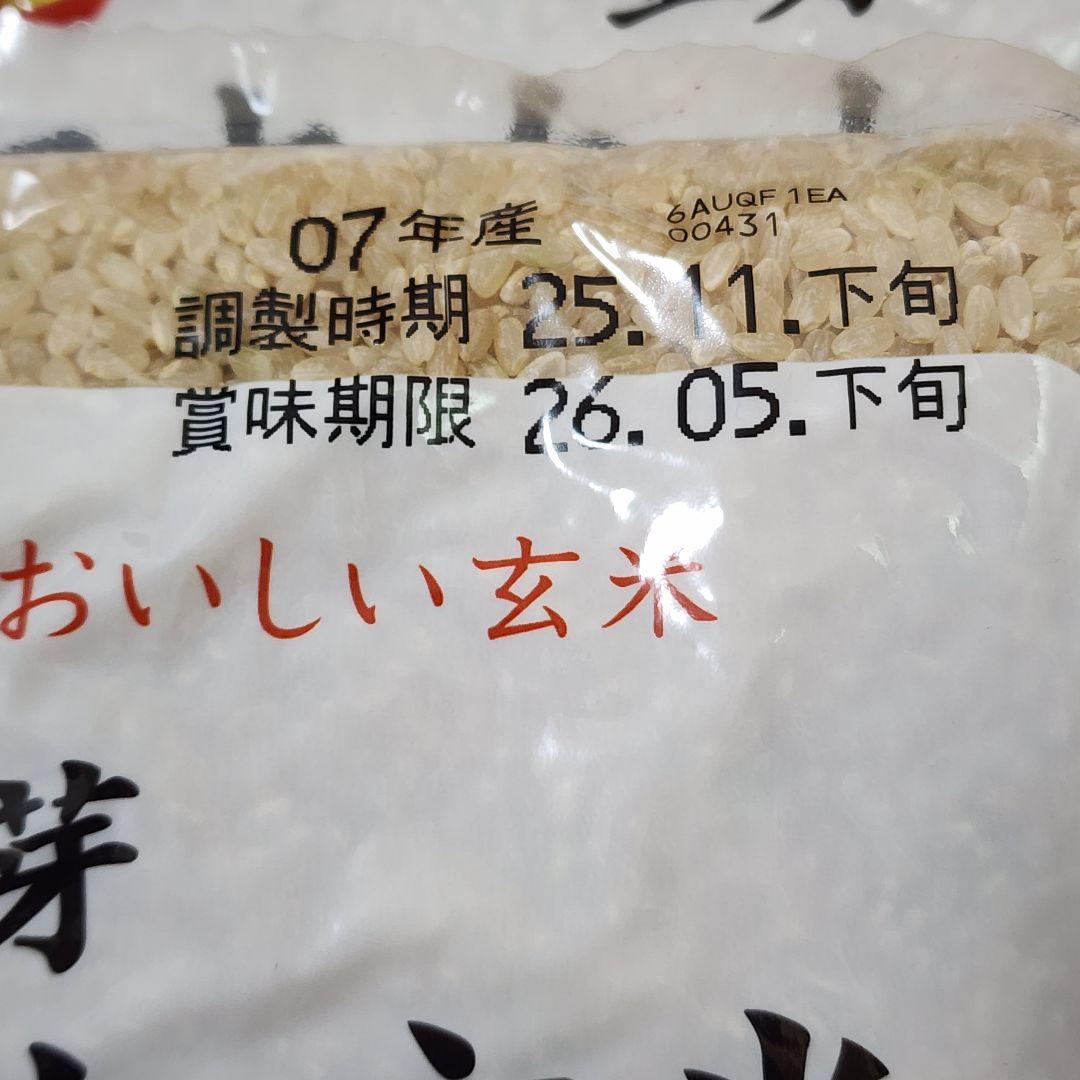 07年産
6AUQF 1EA
00431
調製時期 25.11.下旬
賞味期限 26.05.下旬
おいしい玄米
芽